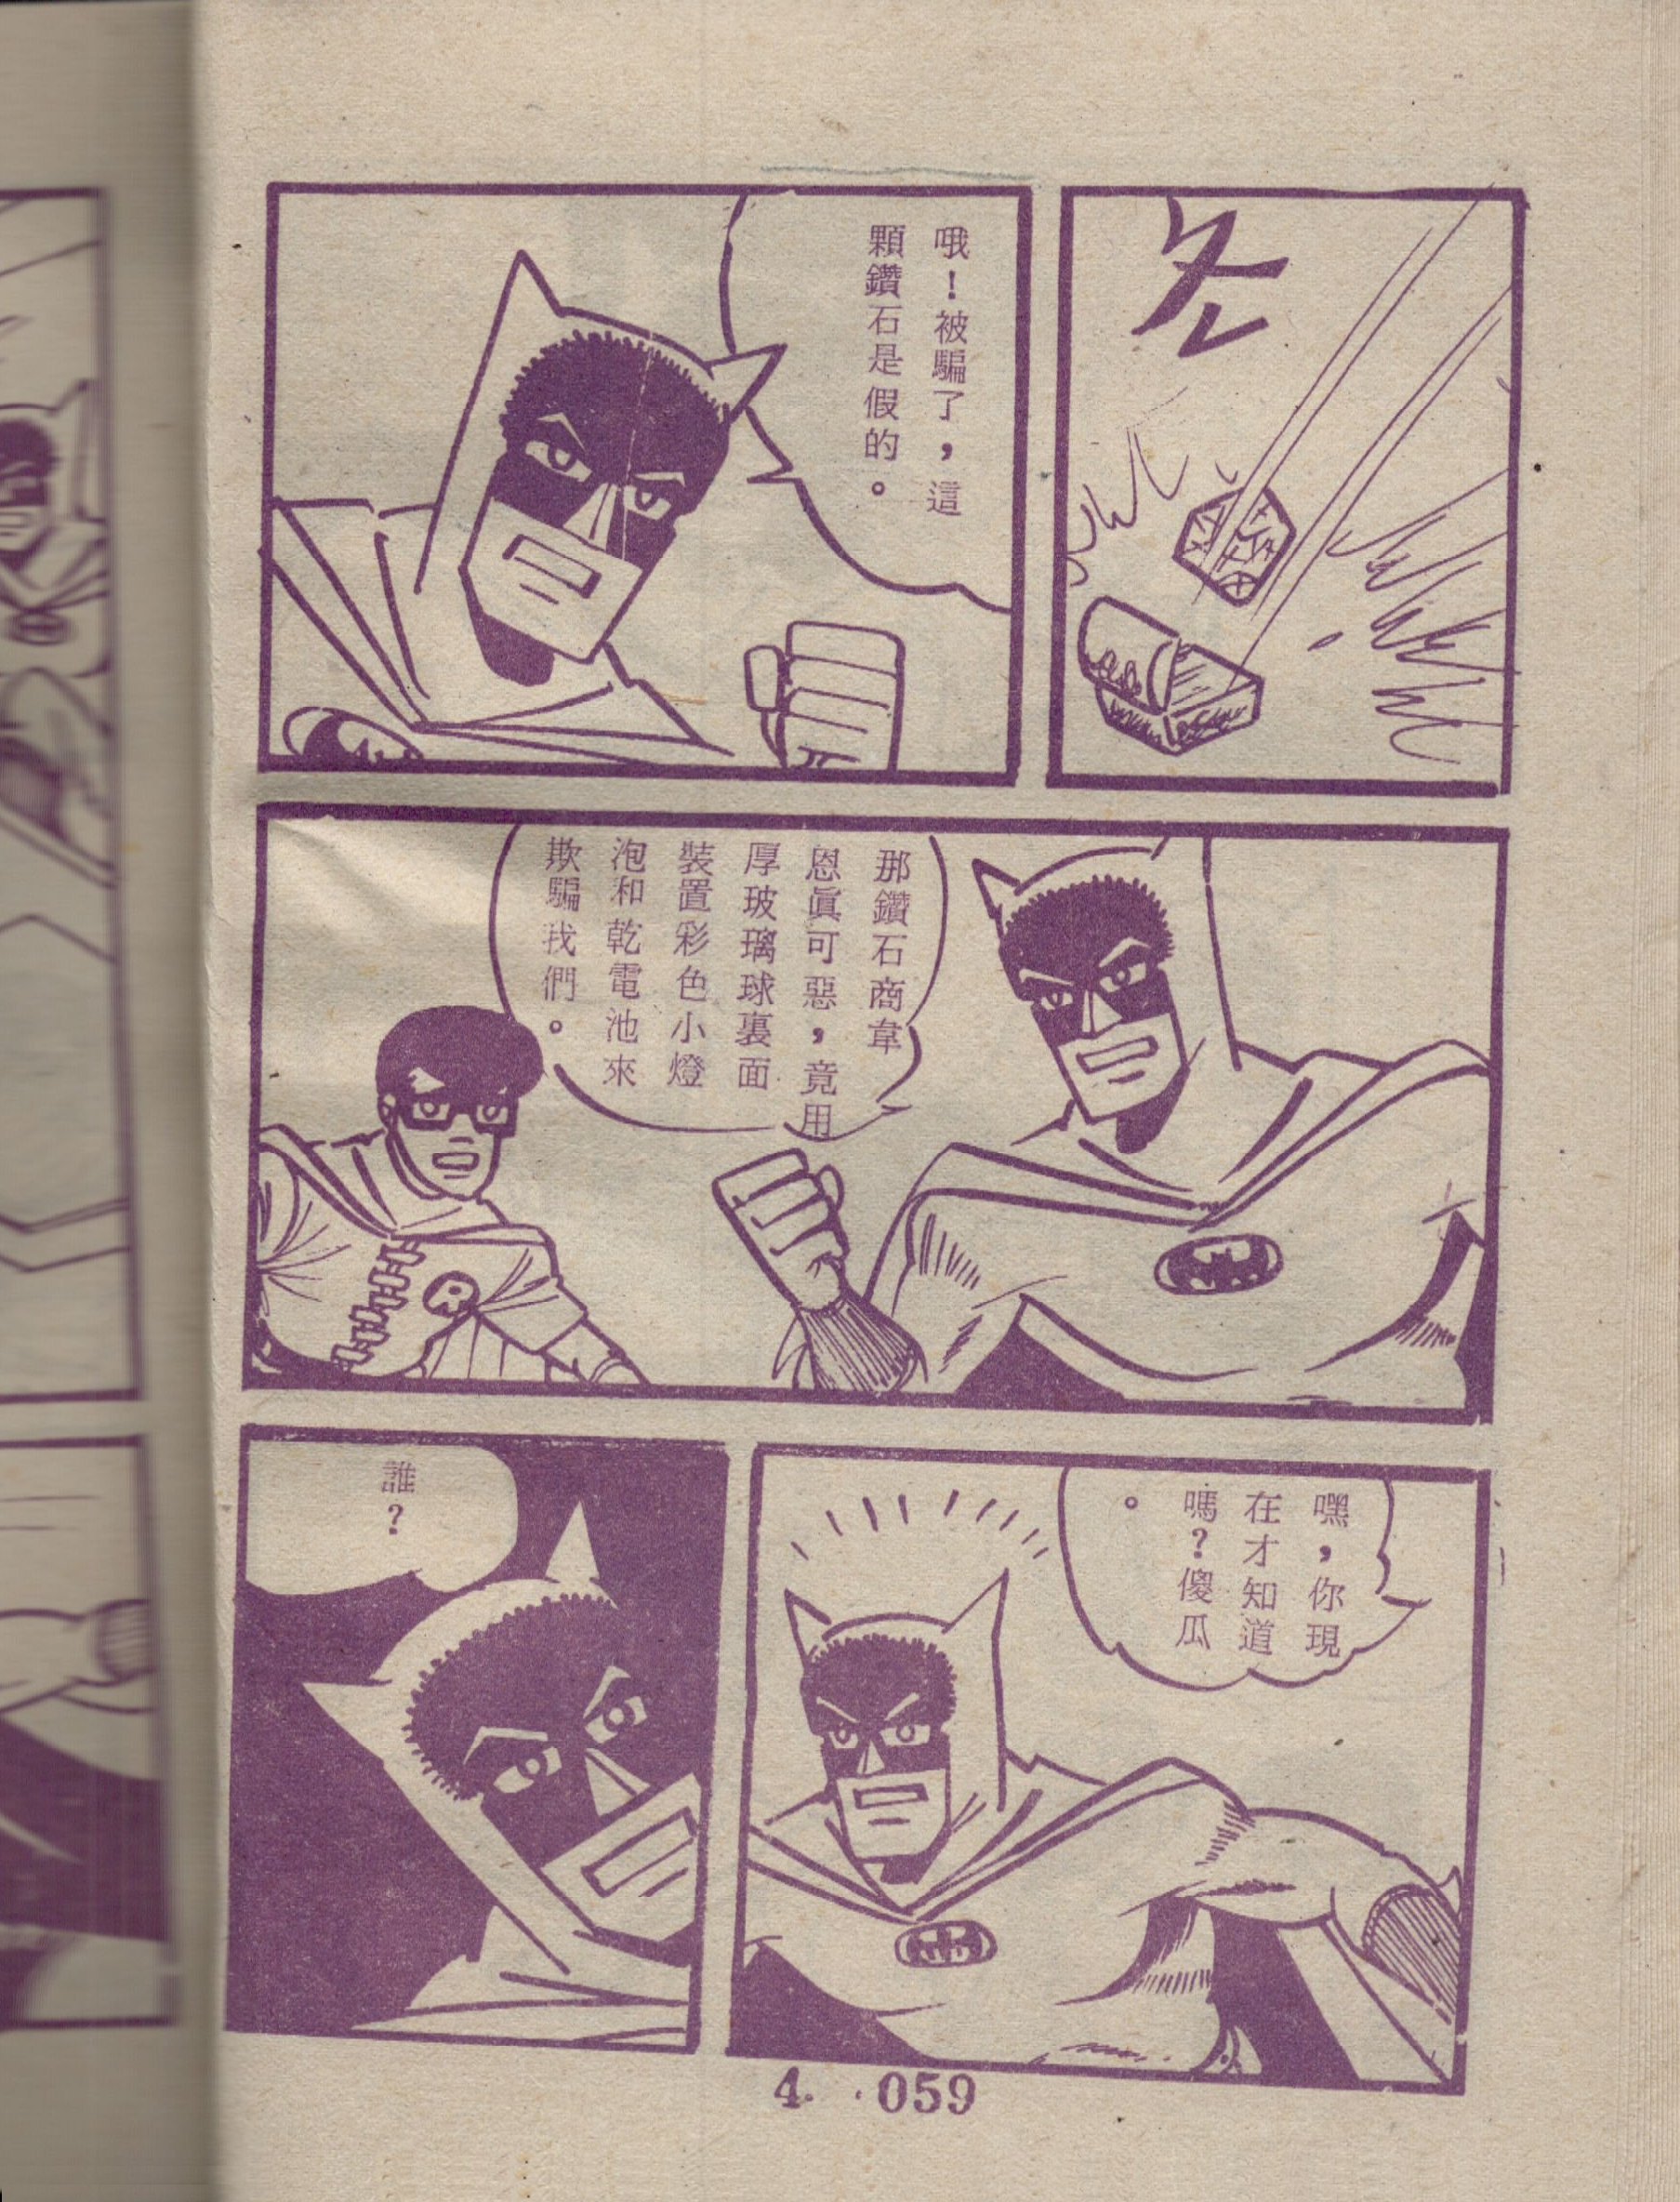 ㄆㄥ
哦！被騙了，這
顆鑽石是假的。
那鑽石商韋
恩眞可惡，竟用
厚玻璃球裏面
裝置彩色小燈
泡和乾電池來
欺騙我們。
R
嘿，你現
在才知道
嗎？傻瓜
。
誰？
4. 059